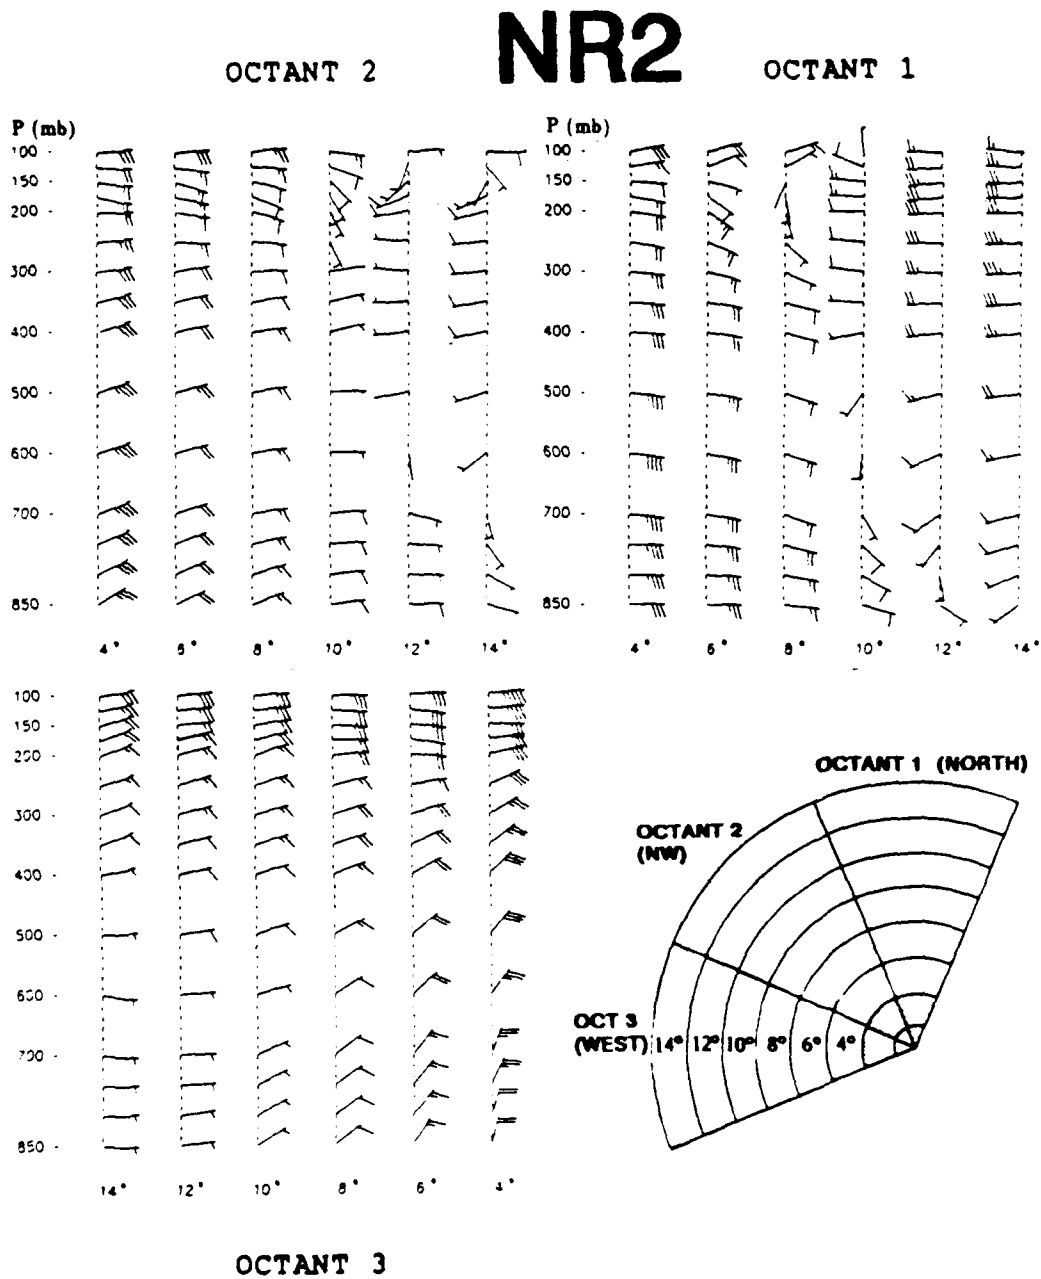 NR2
OCTANT 2
OCTANT 1
P (mb)
100
150
200
300
400
500
600
700
850
4° 6° 8° 10° 12° 14°
P (mb)
100
150
200
300
400
500
600
700
850
4° 6° 8° 10° 12° 14°
100
150
200
300
400
500
600
700
850
14° 12° 10° 8° 6° 4°
OCTANT 3
OCTANT 1 (NORTH)
OCTANT 2
(NW)
OCT 3
(WEST) 14° 12° 10° 8° 6° 4°